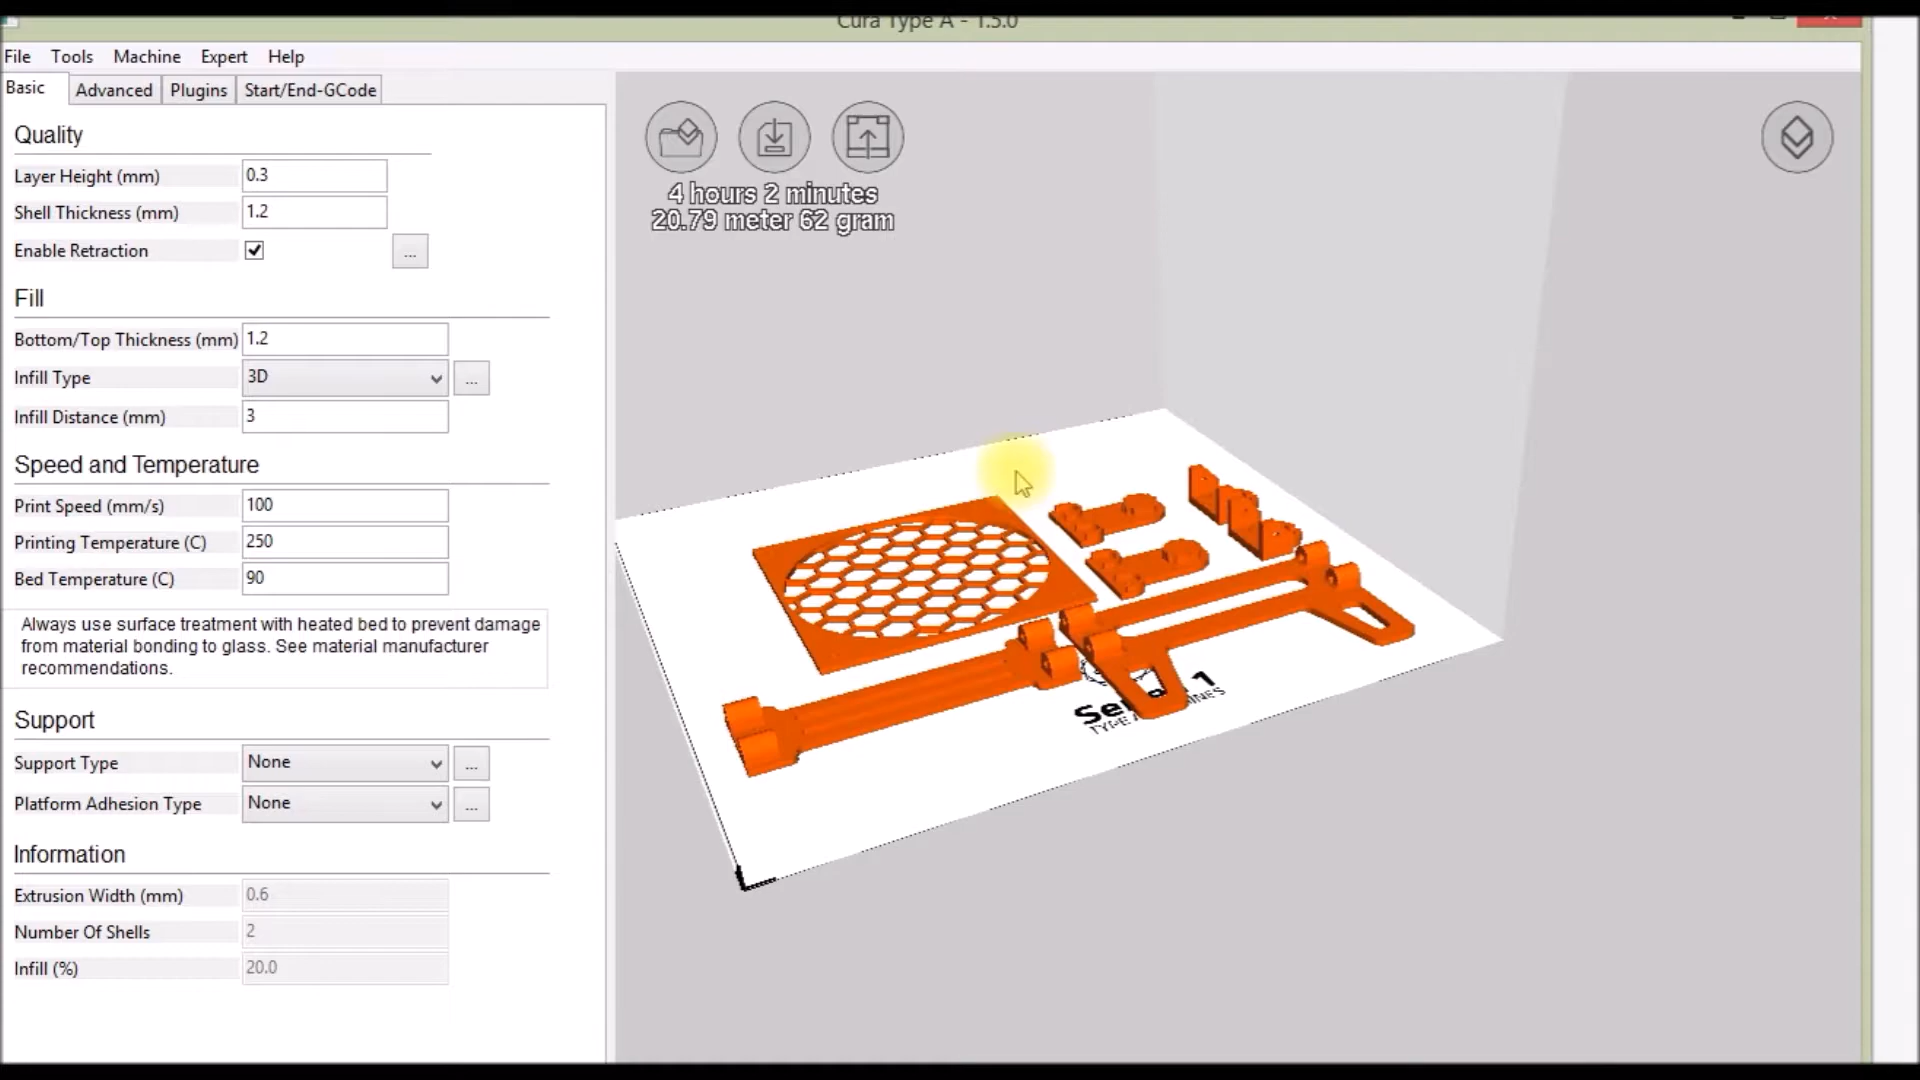 Cura Type A - 1.5.0
File Tools Machine Expert Help
Basic Advanced Plugins Start/End-GCode
Quality
Layer Height (mm) 0.3
Shell Thickness (mm) 1.2
Enable Retraction ...
Fill
Bottom/Top Thickness (mm) 1.2
Infill Type 3D ...
Infill Distance (mm) 3
Speed and Temperature
Print Speed (mm/s) 100
Printing Temperature (C) 250
Bed Temperature (C) 90
Always use surface treatment with heated bed to prevent damage
from material bonding to glass. See material manufacturer
recommendations.
Support
Support Type None ...
Platform Adhesion Type None ...
Information
Extrusion Width (mm) 0.6
Number Of Shells 2
Infill (%) 20.0
4 hours 2 minutes
20.79 meter 62 gram
1
TYPE